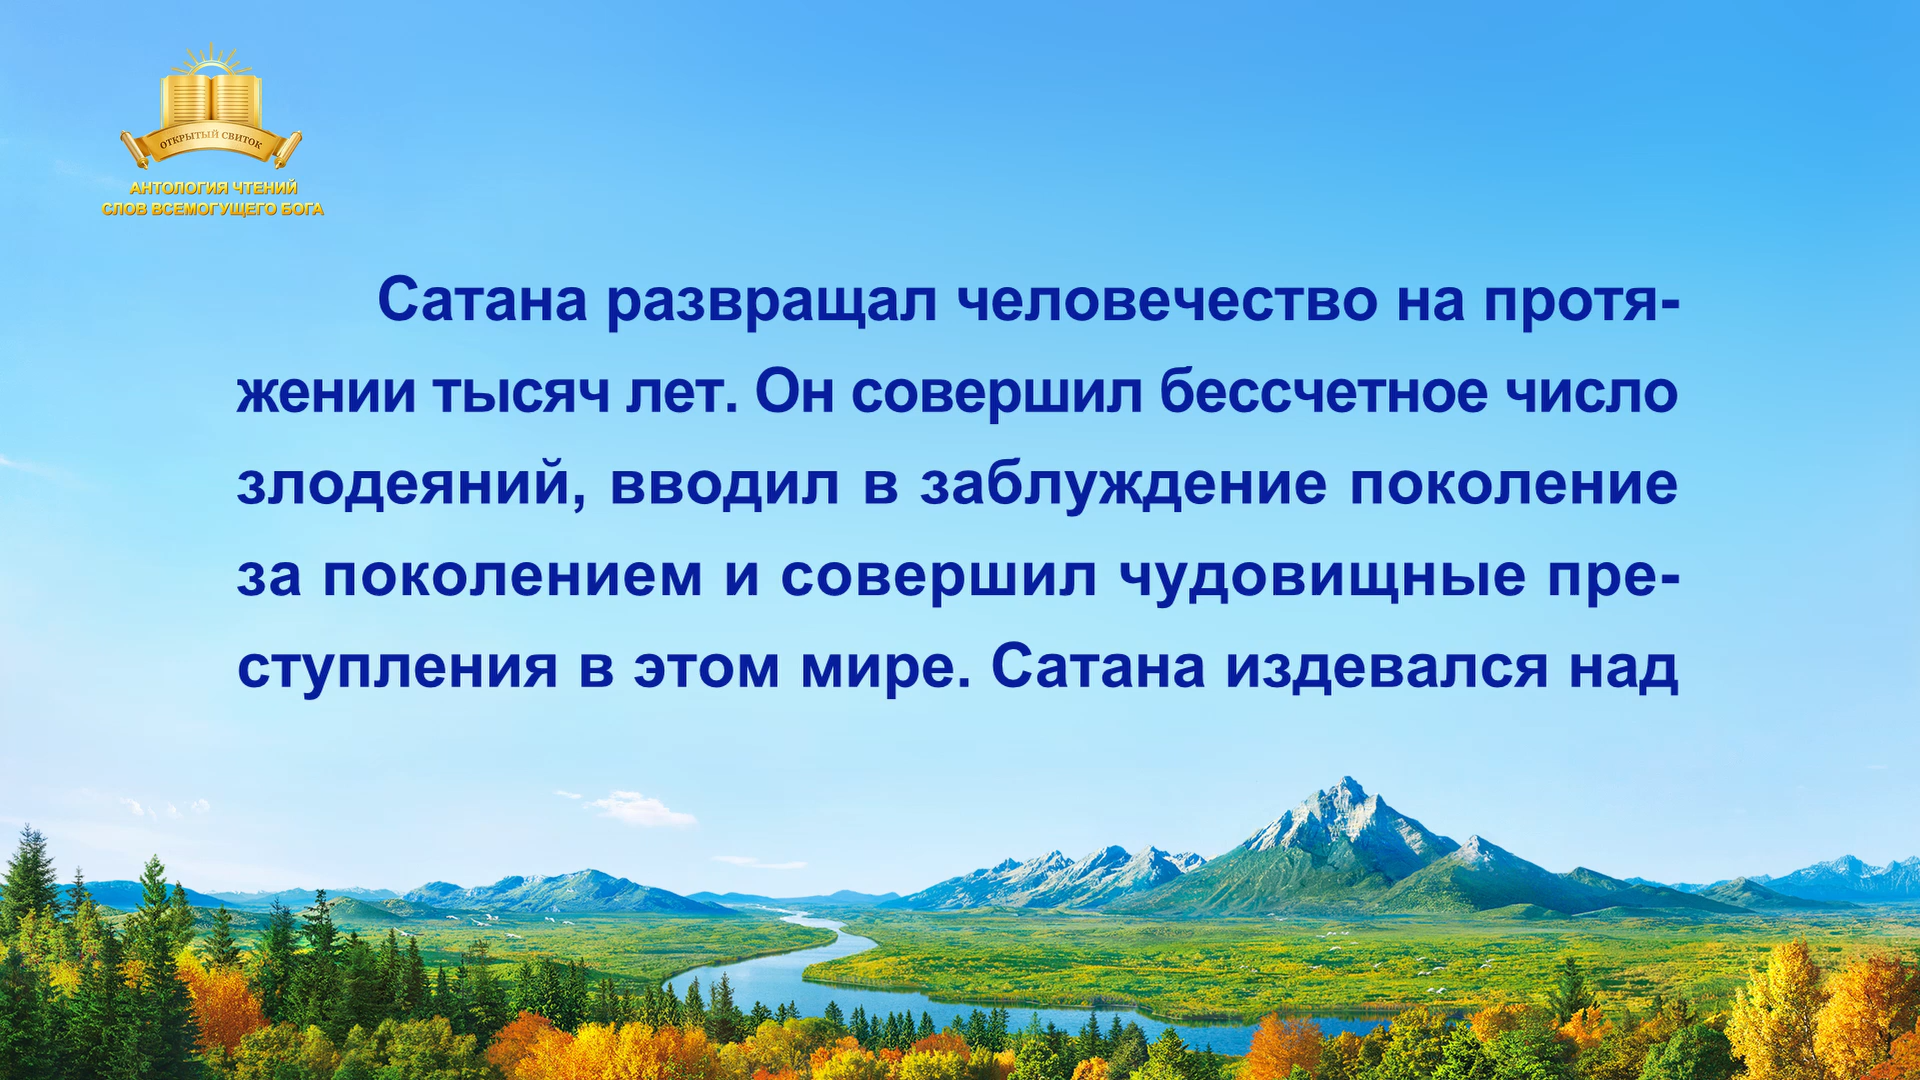 ОТКРЫТЫЙ СВИТОК
АНТОЛОГИЯ ЧТЕНИЙ
СЛОВ ВСЕМОГУЩЕГО БОГА
Сатана развращал человечество на протя-
жении тысяч лет. Он совершил бессчетное число
злодеяний, вводил в заблуждение поколение
за поколением и совершил чудовищные пре-
ступления в этом мире. Сатана издевался над